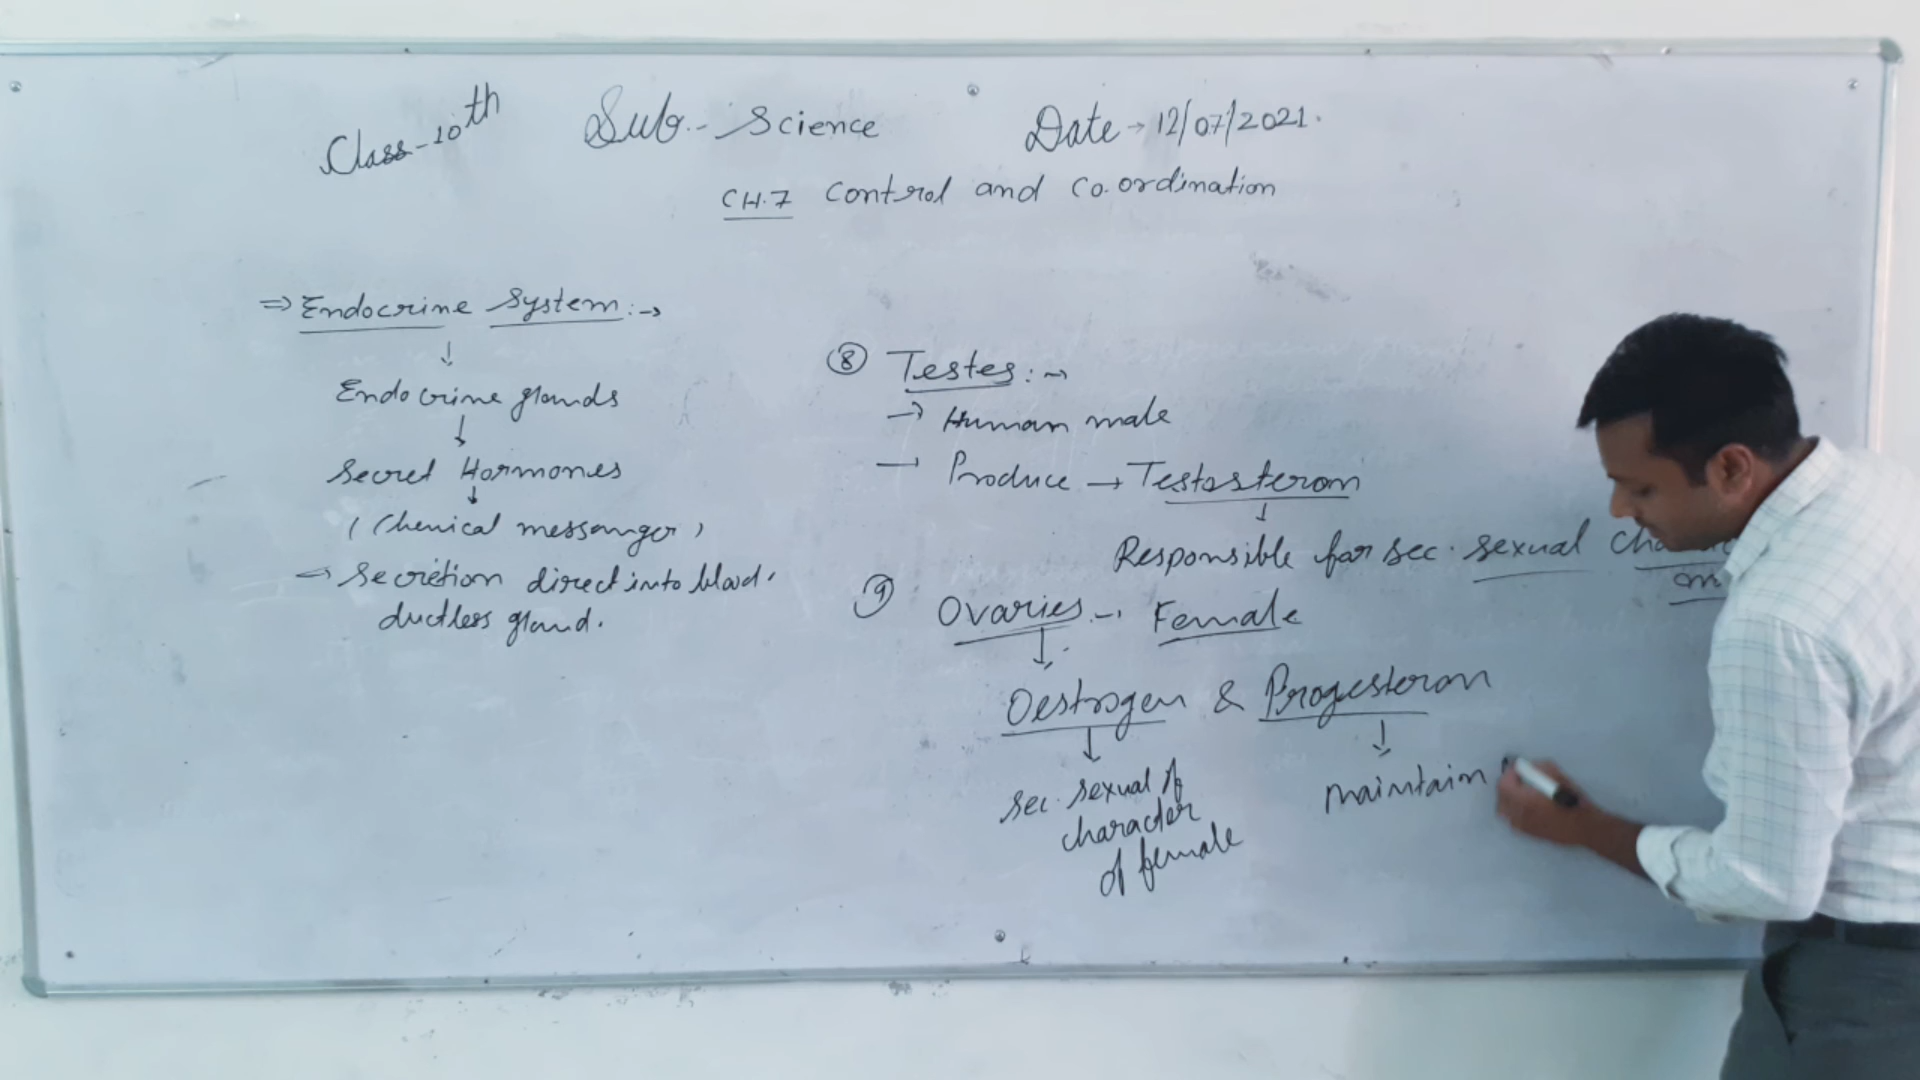 Class-10th Sub.- Science Date → 12/07/2021.
CH.7 Control and Co.ordination
⇒ Endocrine System:→
↓
Endocrine glands
↓
Secret Hormones
↓
(Chemical messanger)
→ Secretion direct into blood.
ductless gland.
⑧ Testes:→
→ Human male
→ Produce → Testosteron
↓
Responsible for sec. sexual
⑨ Ovaries - Female
↓
Oestrogen & Progesteron
↓ ↓
sec. sexual of maintain
character
of female